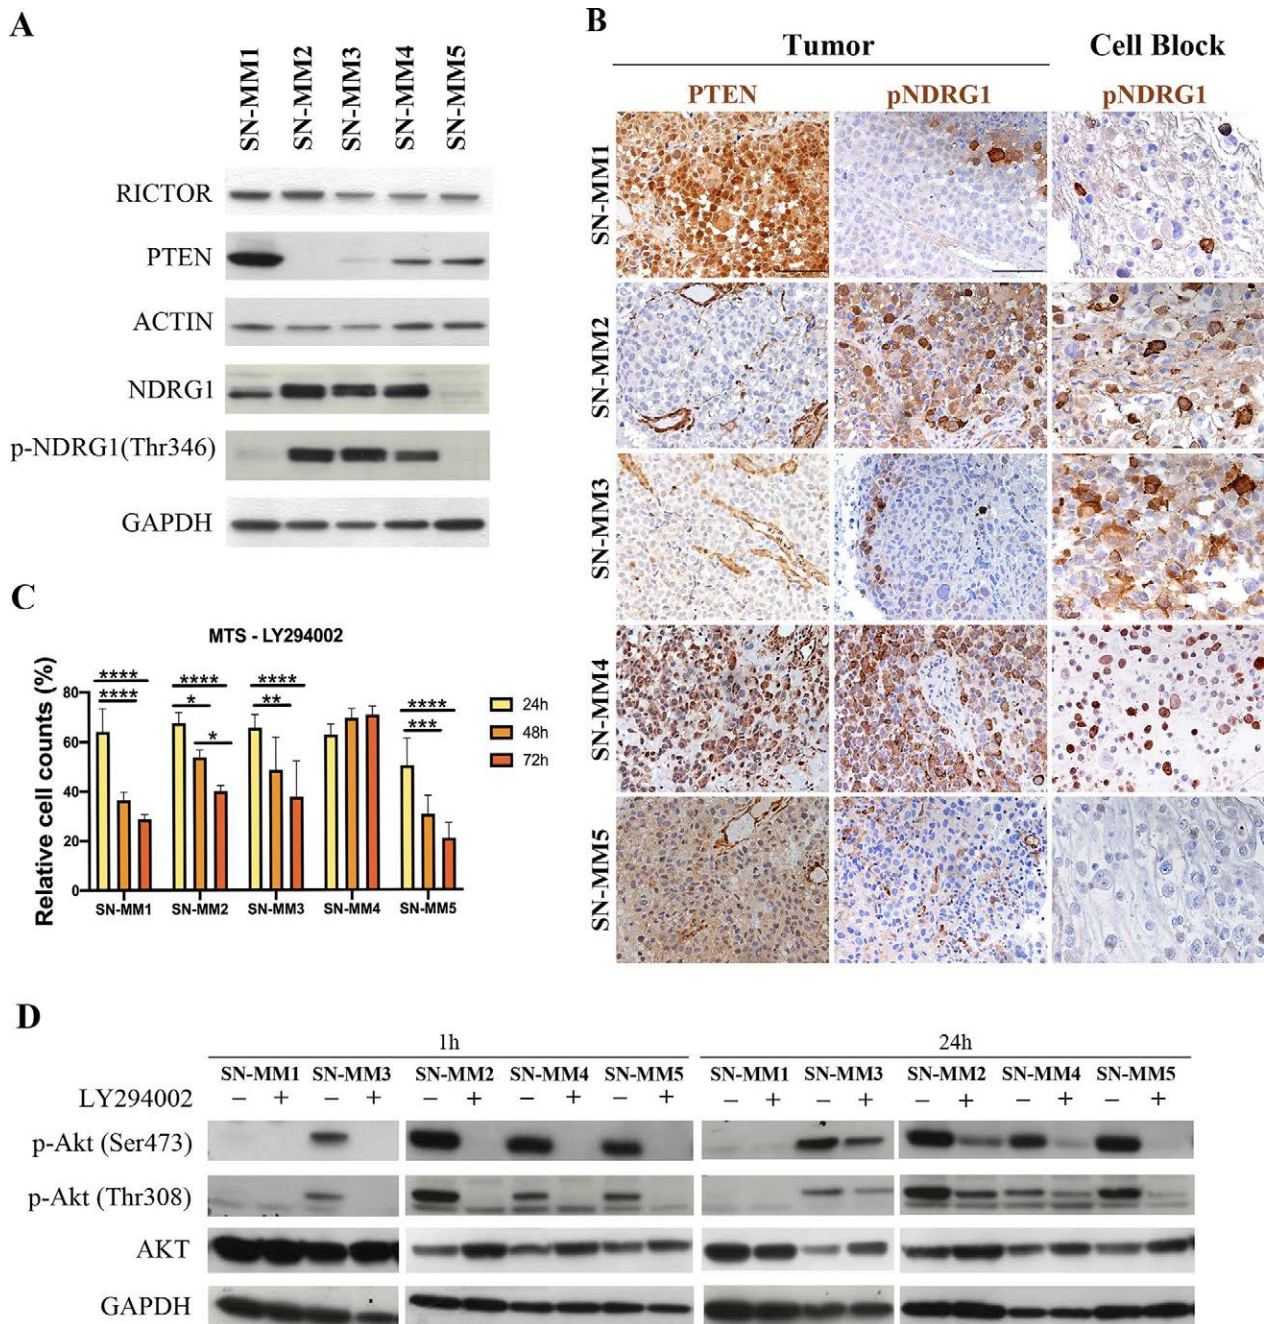 A
SN-MM1
SN-MM2
SN-MM3
SN-MM4
SN-MM5
RICTOR
PTEN
ACTIN
NDRG1
p-NDRG1(Thr346)
GAPDH
B
Tumor
Cell Block
PTEN
pNDRG1
pNDRG1
SN-MM1
SN-MM2
SN-MM3
SN-MM4
SN-MM5
C
MTS - LY294002
Relative cell counts (%)
80
60
40
20
0
**** **** **** * * **** ** **** ***
24h
48h
72h
SN-MM1 SN-MM2 SN-MM3 SN-MM4 SN-MM5
D
1h 24h
SN-MM1 SN-MM3 SN-MM2 SN-MM4 SN-MM5 SN-MM1 SN-MM3 SN-MM2 SN-MM4 SN-MM5
LY294002 – + – + – + – + – + – + – + – + – + – +
p-Akt (Ser473)
p-Akt (Thr308)
AKT
GAPDH